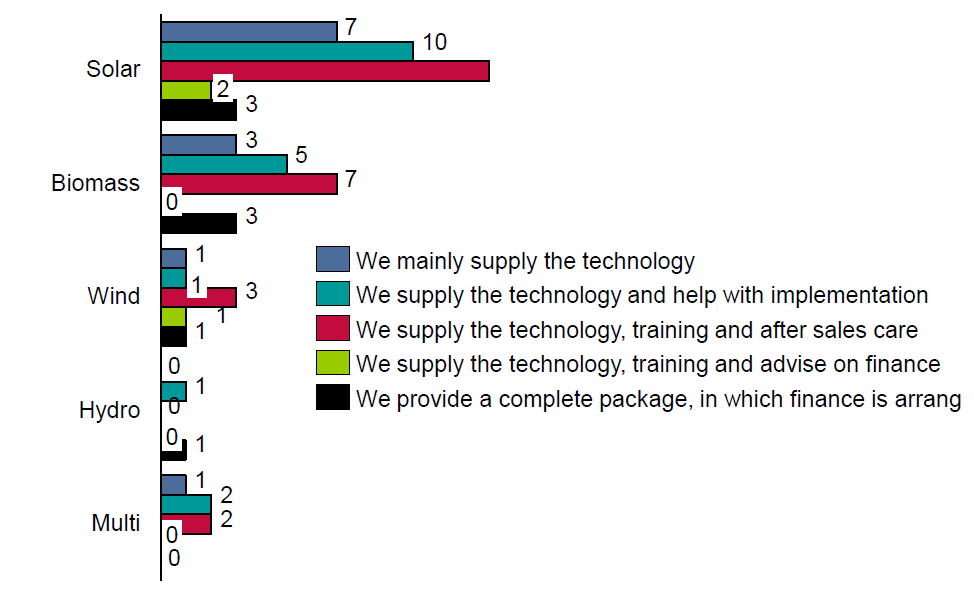 7
10
Solar
2
3
3
5
Biomass
7
0
3
1
We mainly supply the technology
1
Wind
3
We supply the technology and help with implementation
1
We supply the technology, training and after sales care
1
0
We supply the technology, training and advise on finance
1
We provide a complete package, in which finance is arrang
Hydro
0
0
1
1
2
Multi
2
0
0